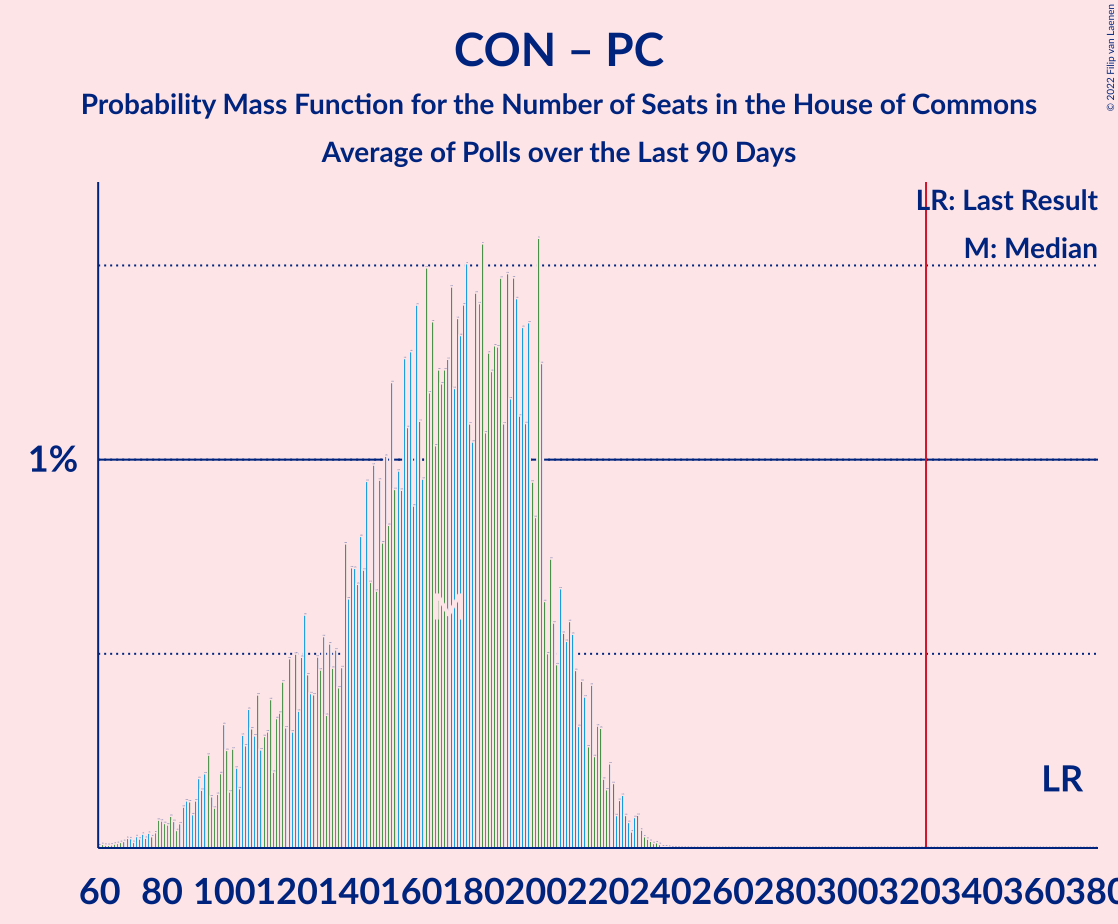 CON – PC
Probability Mass Function for the Number of Seats in the House of Commons
Average of Polls over the Last 90 Days
© 2022 Filip van Laenen
LR: Last Result
M: Median
1%
M
LR
60 80 100 120 140 160 180 200 220 240 260 280 300 320 340 360 380